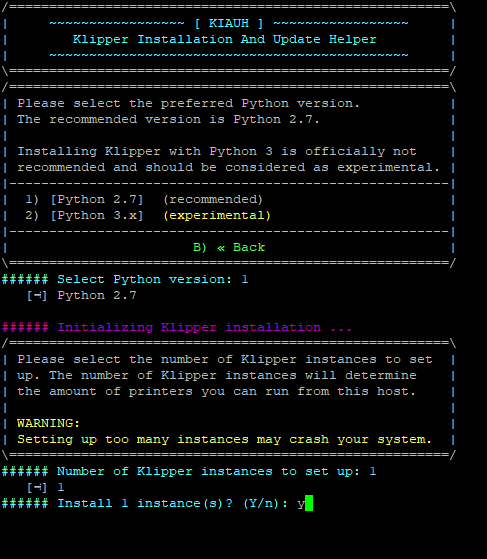 /=======================================================\
|     ~~~~~~~~~~~~~~~~~ [ KIAUH ] ~~~~~~~~~~~~~~~~~     |
|        Klipper Installation And Update Helper         |
|     ~~~~~~~~~~~~~~~~~~~~~~~~~~~~~~~~~~~~~~~~~~~~~     |
\=======================================================/
/=======================================================\
| Please select the preferred Python version.           |
| The recommended version is Python 2.7.                |
|                                                       |
| Installing Klipper with Python 3 is officially not    |
| recommended and should be considered as experimental. |
|-------------------------------------------------------|
|  1) [Python 2.7]  (recommended)                       |
|  2) [Python 3.x]  (experimental)                      |
|-------------------------------------------------------|
|                       B) « Back                       |
\=======================================================/
###### Select Python version: 1
   [➔] Python 2.7
###### Initializing Klipper installation ...
/=======================================================\
| Please select the number of Klipper instances to set  |
| up. The number of Klipper instances will determine    |
| the amount of printers you can run from this host.    |
|                                                       |
| WARNING:                                              |
| Setting up too many instances may crash your system.  |
\=======================================================/
###### Number of Klipper instances to set up: 1
   [➔] 1
###### Install 1 instance(s)? (Y/n): y